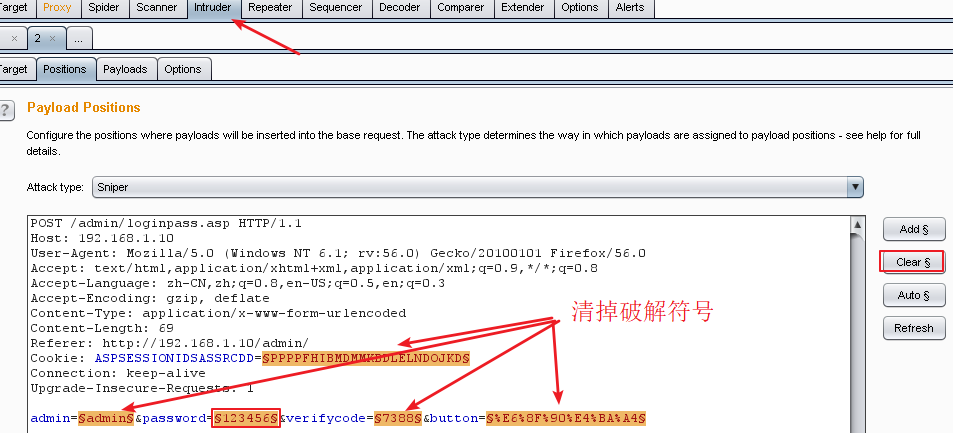 Target Proxy Spider Scanner Intruder Repeater Sequencer Decoder Comparer Extender Options Alerts
× 2 × ...
Target Positions Payloads Options
? Payload Positions
Configure the positions where payloads will be inserted into the base request. The attack type determines the way in which payloads are assigned to payload positions - see help for full
details.
Attack type: Sniper
POST /admin/loginpass.asp HTTP/1.1
Host: 192.168.1.10
User-Agent: Mozilla/5.0 (Windows NT 6.1; rv:56.0) Gecko/20100101 Firefox/56.0
Accept: text/html,application/xhtml+xml,application/xml;q=0.9,*/*;q=0.8
Accept-Language: zh-CN,zh;q=0.8,en-US;q=0.5,en;q=0.3
Accept-Encoding: gzip, deflate
Content-Type: application/x-www-form-urlencoded
Content-Length: 69
Referer: http://192.168.1.10/admin/
Cookie: ASPSESSIONIDSASSRCDD=§PPPPFHIBMDMMKBDLELNDOJKD§
Connection: keep-alive
Upgrade-Insecure-Requests: 1
admin=§admin§&password=§123456§&verifycode=§7388§&button=§%E6%8F%90%E4%BA%A4§
清掉破解符号
Add §
Clear §
Auto §
Refresh